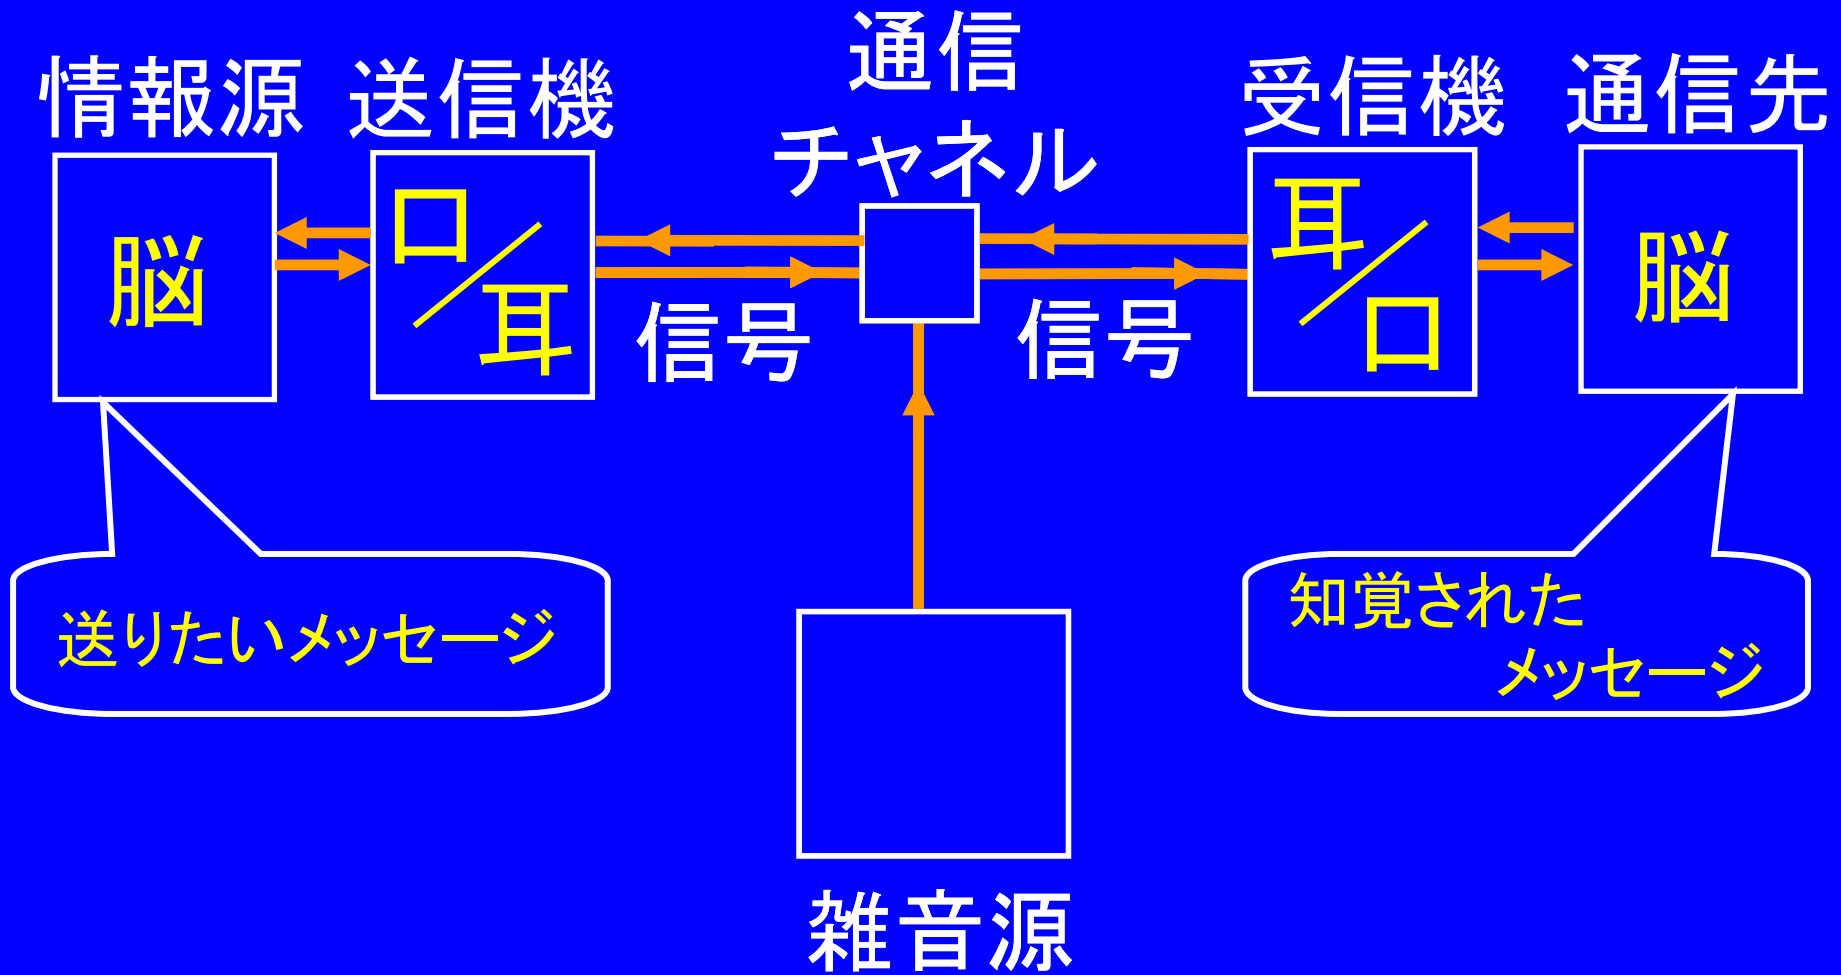 情報源
送信機
通信
チャネル
受信機
通信先
脳
口/耳
耳/口
脳
信号
信号
送りたいメッセージ
知覚された
メッセージ
雑音源